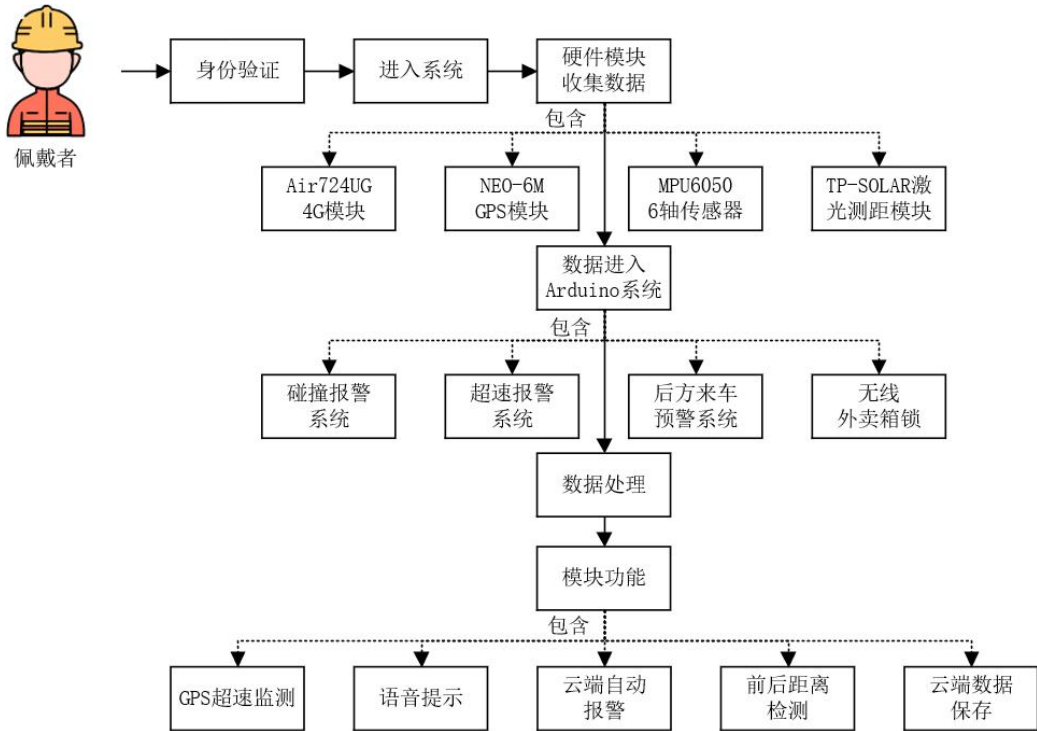 身份验证
进入系统
硬件模块
收集数据
佩戴者
包含
Air724UG
4G模块
NEO-6M
GPS模块
MPU6050
6轴传感器
TP-SOLAR激
光测距模块
数据进入
Arduino系统
包含
碰撞报警
系统
超速报警
系统
后方来车
预警系统
无线
外卖箱锁
数据处理
模块功能
包含
GPS超速监测
语音提示
云端自动
报警
前后距离
检测
云端数据
保存